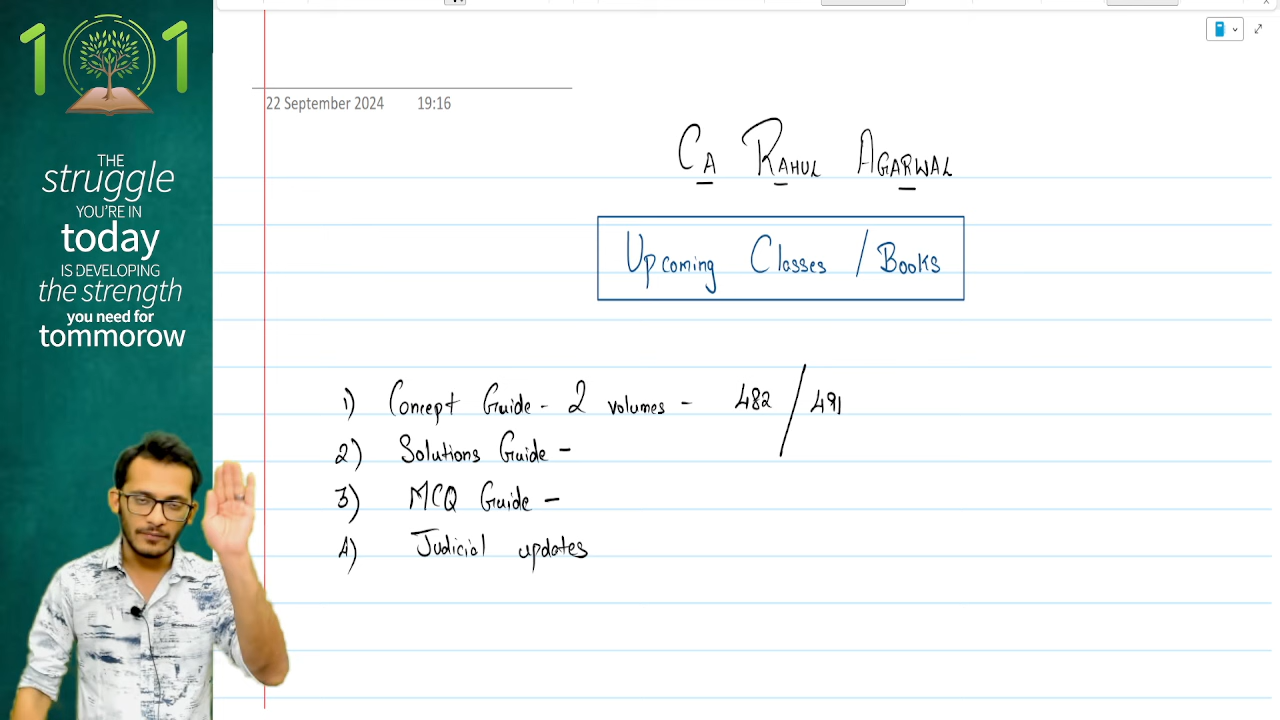 101
THE
struggle
YOU'RE IN
today
IS DEVELOPING
the strength
you need for
tommorow
22 September 2024 19:16
CA RAHUL AGARWAL
Upcoming Classes / Books
1) Concept Guide - 2 volumes - 482 / 491
2) Solutions Guide -
3) MCQ Guide -
4) Judicial updates